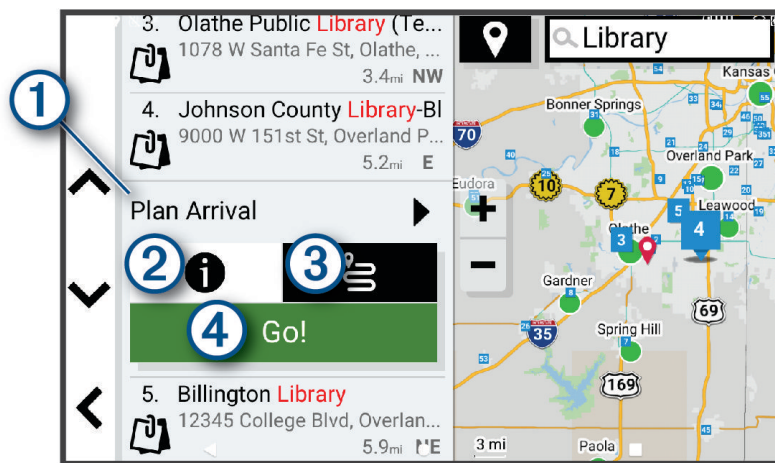 3. Olathe Public Library (Te...
1078 W Santa Fe St, Olathe, ...
3.4mi NW
4. Johnson County Library-Bl
9000 W 151st St, Overland P...
5.2mi E
1
Plan Arrival
2
3
4
Go!
5. Billington Library
12345 College Blvd, Overlan...
5.9mi NE
Library
Kansas
Bonner Springs
70
Overland Park
Eudora
10
7
Leawood
5
4
Olathe
3
Gardner
69
35
Spring Hill
169
3 mi
Paola